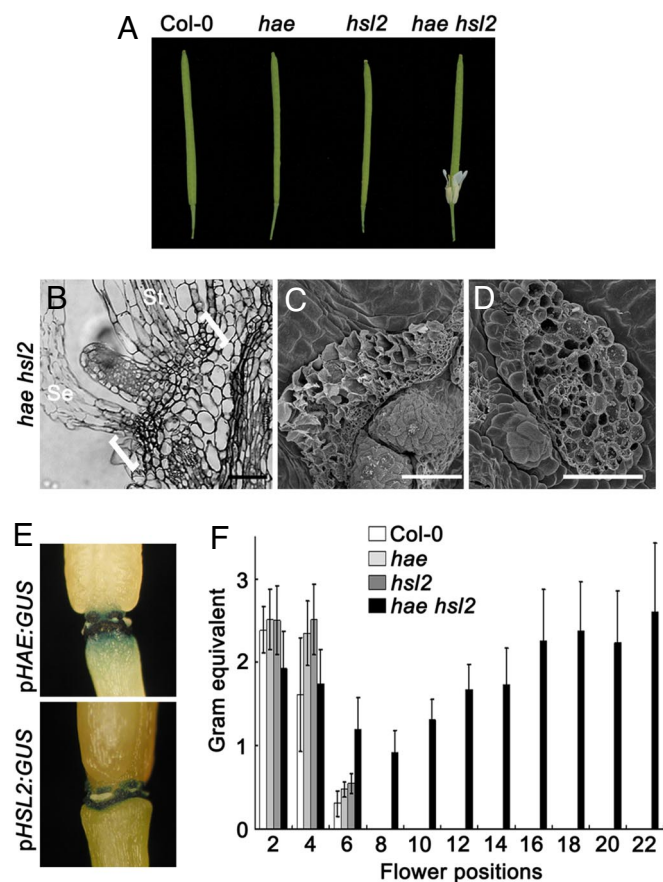 A
Col-0 hae hsl2 hae hsl2
B
C
D
hae hsl2
St
Se
E
pHAE:GUS
pHSL2:GUS
F
Col-0
hae
hsl2
hae hsl2
Gram equivalent
3
2
1
0
2 4 6 8 10 12 14 16 18 20 22
Flower positions